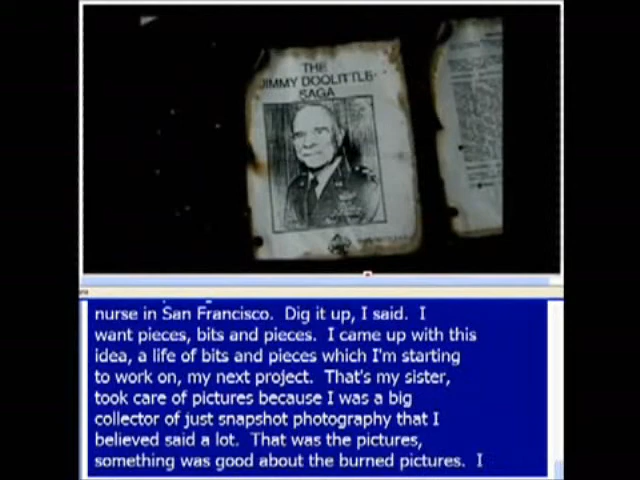 THE
JIMMY DOOLITTLE
SAGA
nurse in San Francisco.  Dig it up, I said.  I
want pieces, bits and pieces.  I came up with this
idea, a life of bits and pieces which I'm starting
to work on, my next project.  That's my sister,
took care of pictures because I was a big
collector of just snapshot photography that I
believed said a lot.  That was the pictures,
something was good about the burned pictures.  I